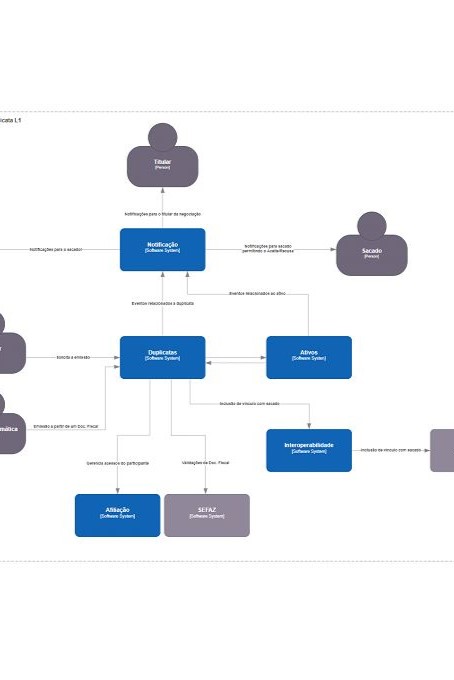 icata L1
Titular
[Person]
Notificações para o titular da negociação
Notificações para o sacador
Notificação
[Software System]
Notificações para sacado
permitindo o Aceite/Recusa
Sacado
[Person]
Eventos relacionados ao ativo
Eventos relacionados a duplicata
r
Solicita a emissão
Duplicatas
[Software System]
Ativos
[Software System]
Inclusão de vínculo com sacado
omática
Emissão a partir de um Doc. Fiscal
Interoperabilidade
[Software System]
Inclusão de vínculo com sacado
Gerencia acessos do participante
Validações de Doc. Fiscal
Afiliação
[Software System]
SEFAZ
[Software System]